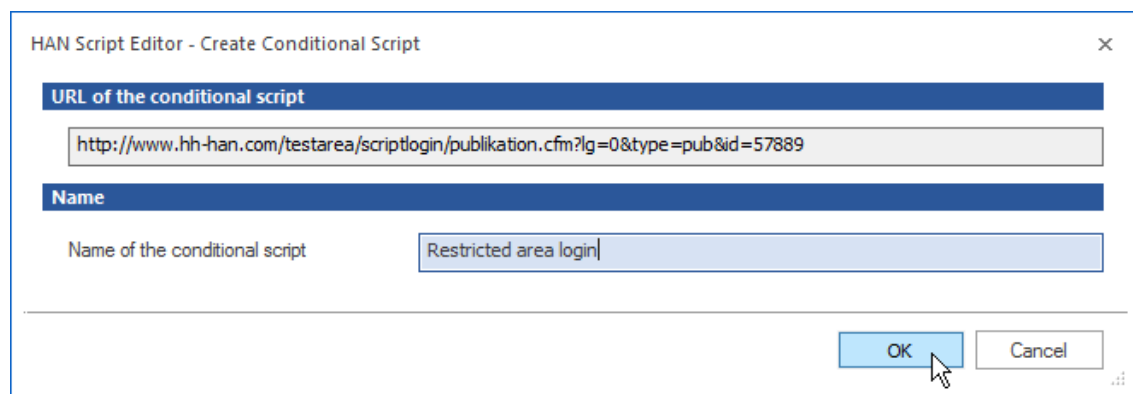 HAN Script Editor - Create Conditional Script
URL of the conditional script
http://www.hh-han.com/testarea/scriptlogin/publikation.cfm?lg=0&type=pub&id=57889
Name
Name of the conditional script Restricted area login
OK Cancel